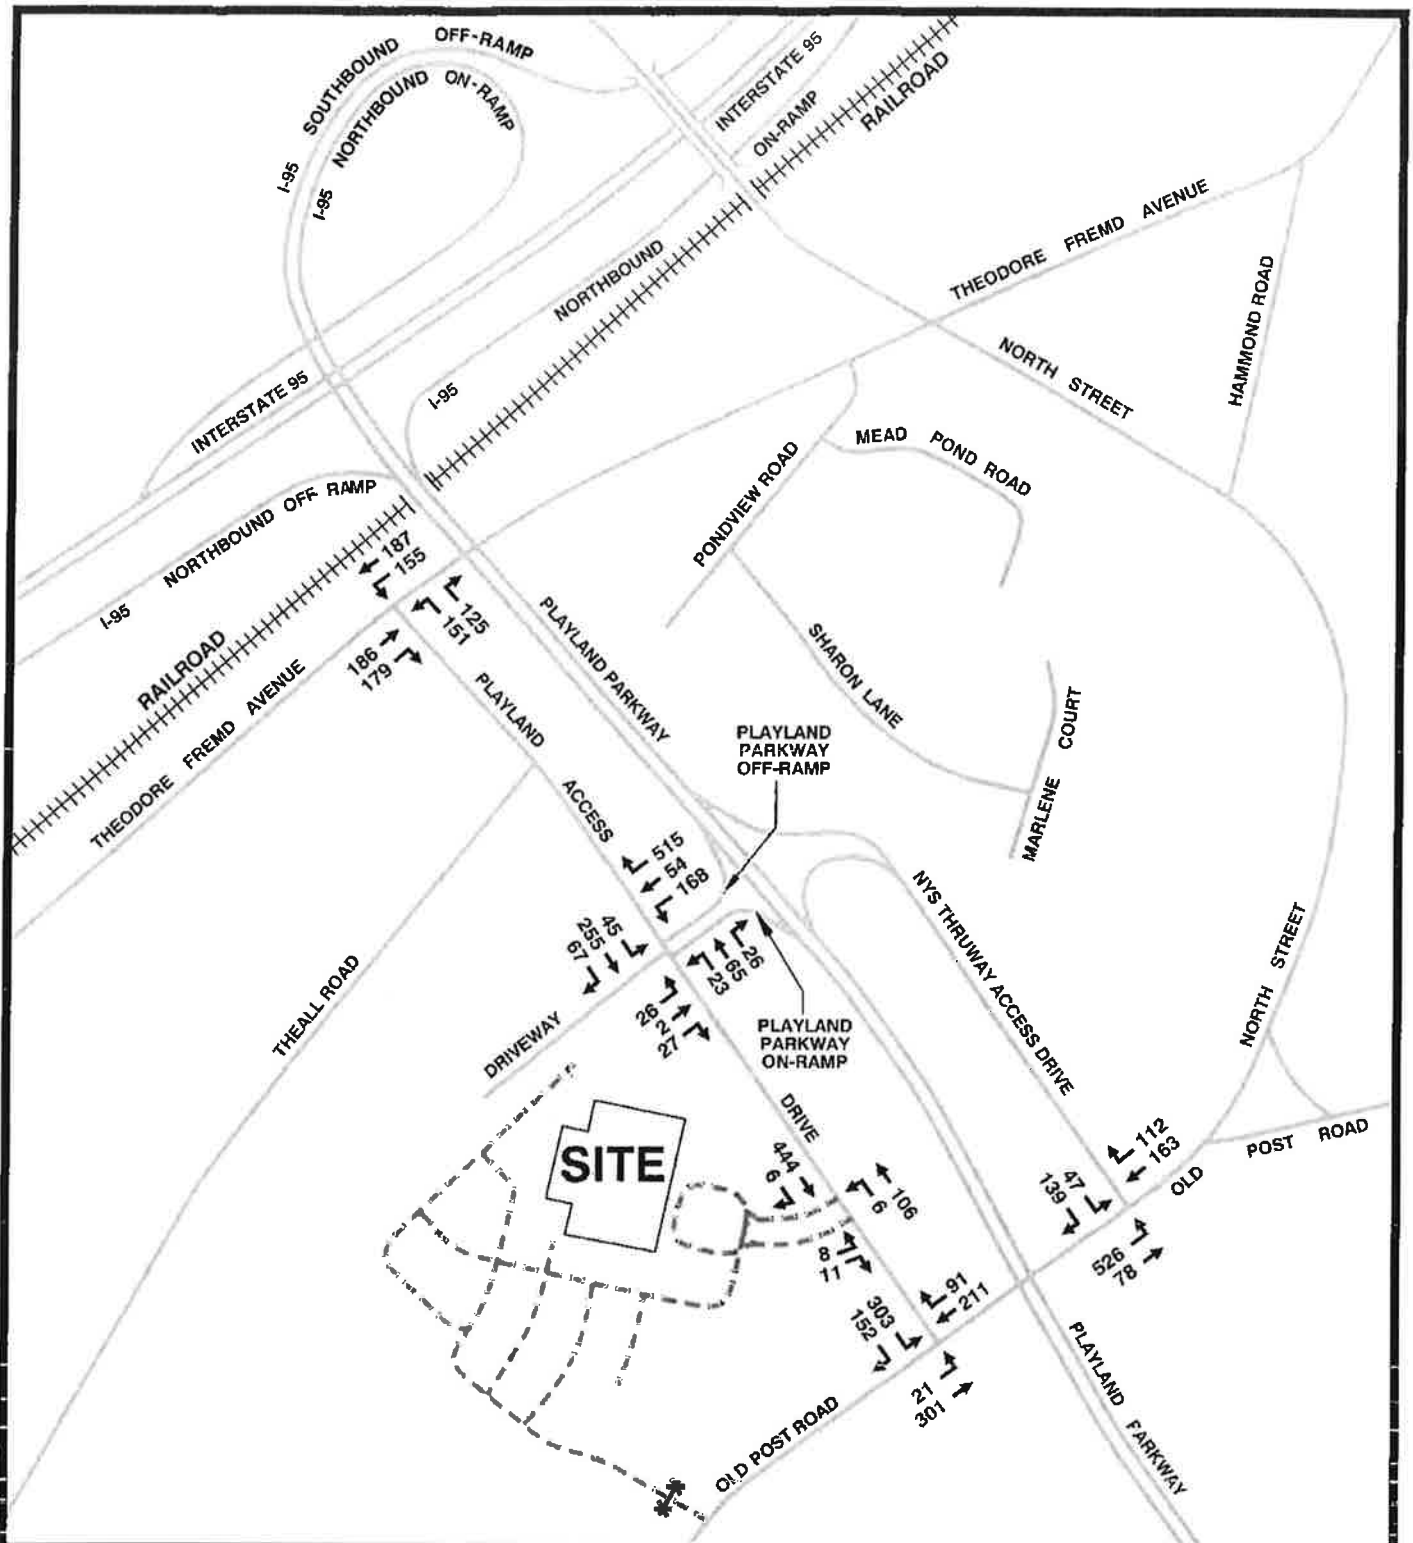 OFF-RAMP
I-95 SOUTHBOUND
I-95 NORTHBOUND ON-RAMP
INTERSTATE 95
ON-RAMP
RAILROAD
THEODORE FREMD AVENUE
HAMMOND ROAD
I-95 NORTHBOUND
NORTH STREET
INTERSTATE 95
MEAD POND ROAD
PONDVIEW ROAD
I-95 NORTHBOUND OFF RAMP
187
155
125
151
186
179
RAILROAD
THEODORE FREMD AVENUE
PLAYLAND PARKWAY
SHARON LANE
MARLENE COURT
PLAYLAND ACCESS DRIVE
PLAYLAND
PARKWAY
OFF-RAMP
515
54
168
45
255
67
26
65
23
26
2
27
NYS THRUWAY ACCESS DRIVE
NORTH STREET
THEALL ROAD
DRIVEWAY
PLAYLAND
PARKWAY
ON-RAMP
SITE
444
6
106
6
8
11
112
163
47
139
526
78
OLD POST ROAD
91
211
303
152
21
301
OLD POST ROAD
PLAYLAND PARKWAY